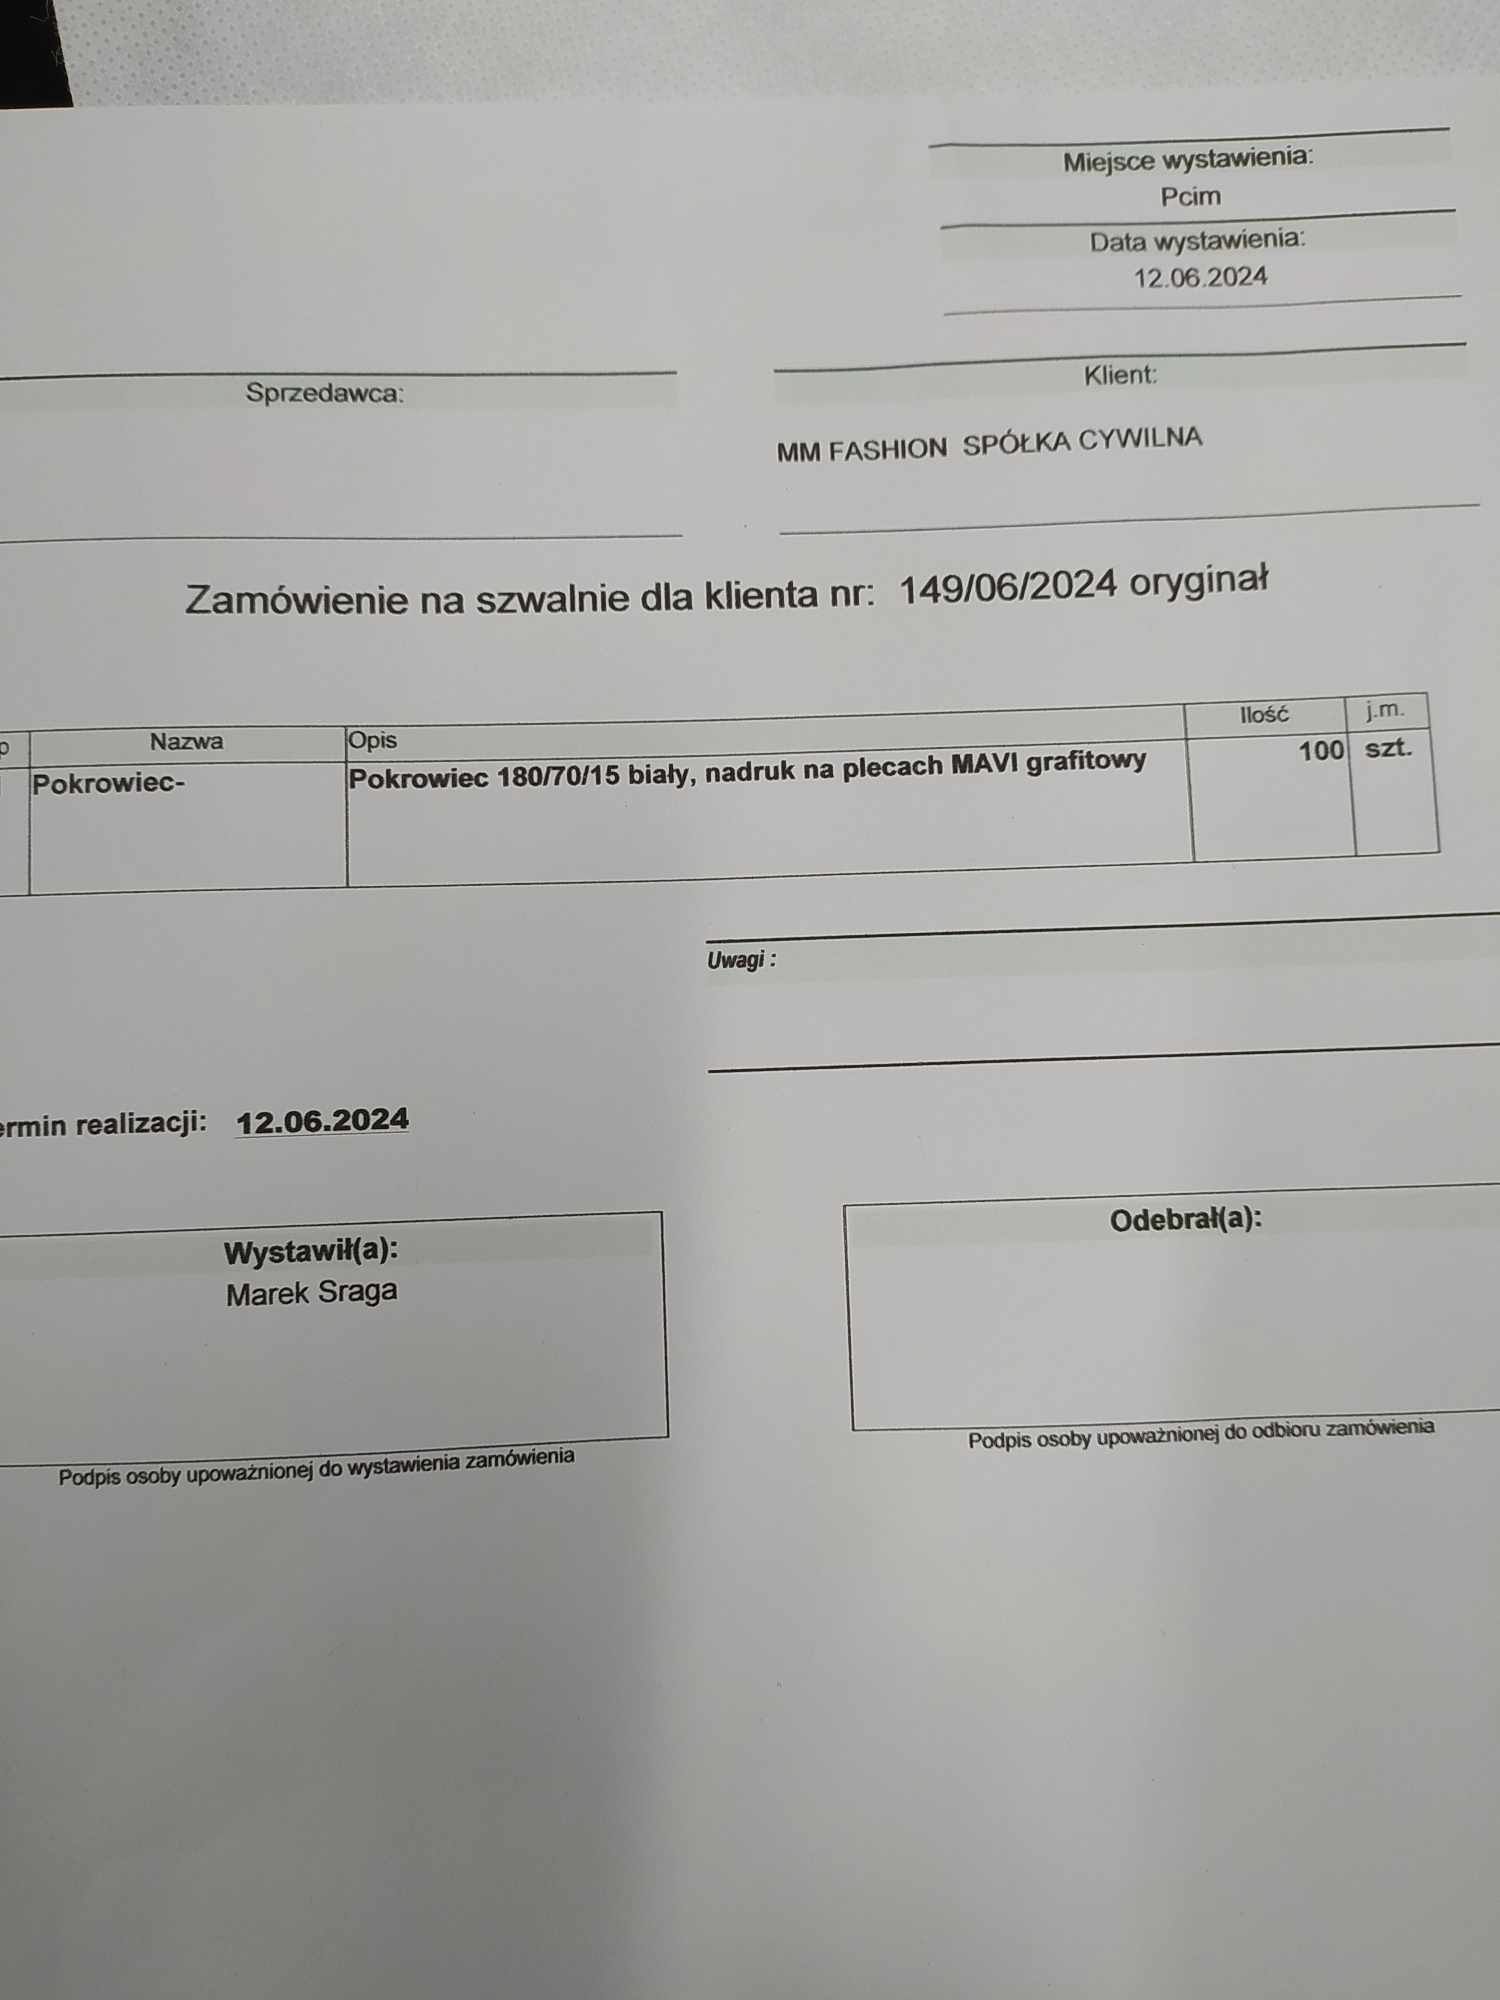 Miejsce wystawienia:
Pcim
Data wystawienia:
12.06.2024
Sprzedawca:
Klient:
MM FASHION SPÓŁKA CYWILNA
Zamówienie na szwalnie dla klienta nr: 149/06/2024 oryginał
p Nazwa Opis Ilość j.m.
Pokrowiec- Pokrowiec 180/70/15 biały, nadruk na plecach MAVI grafitowy 100 szt.
Uwagi :
ermin realizacji: 12.06.2024
Wystawił(a):
Marek Sraga
Podpis osoby upoważnionej do wystawienia zamówienia
Odebrał(a):
Podpis osoby upoważnionej do odbioru zamówienia